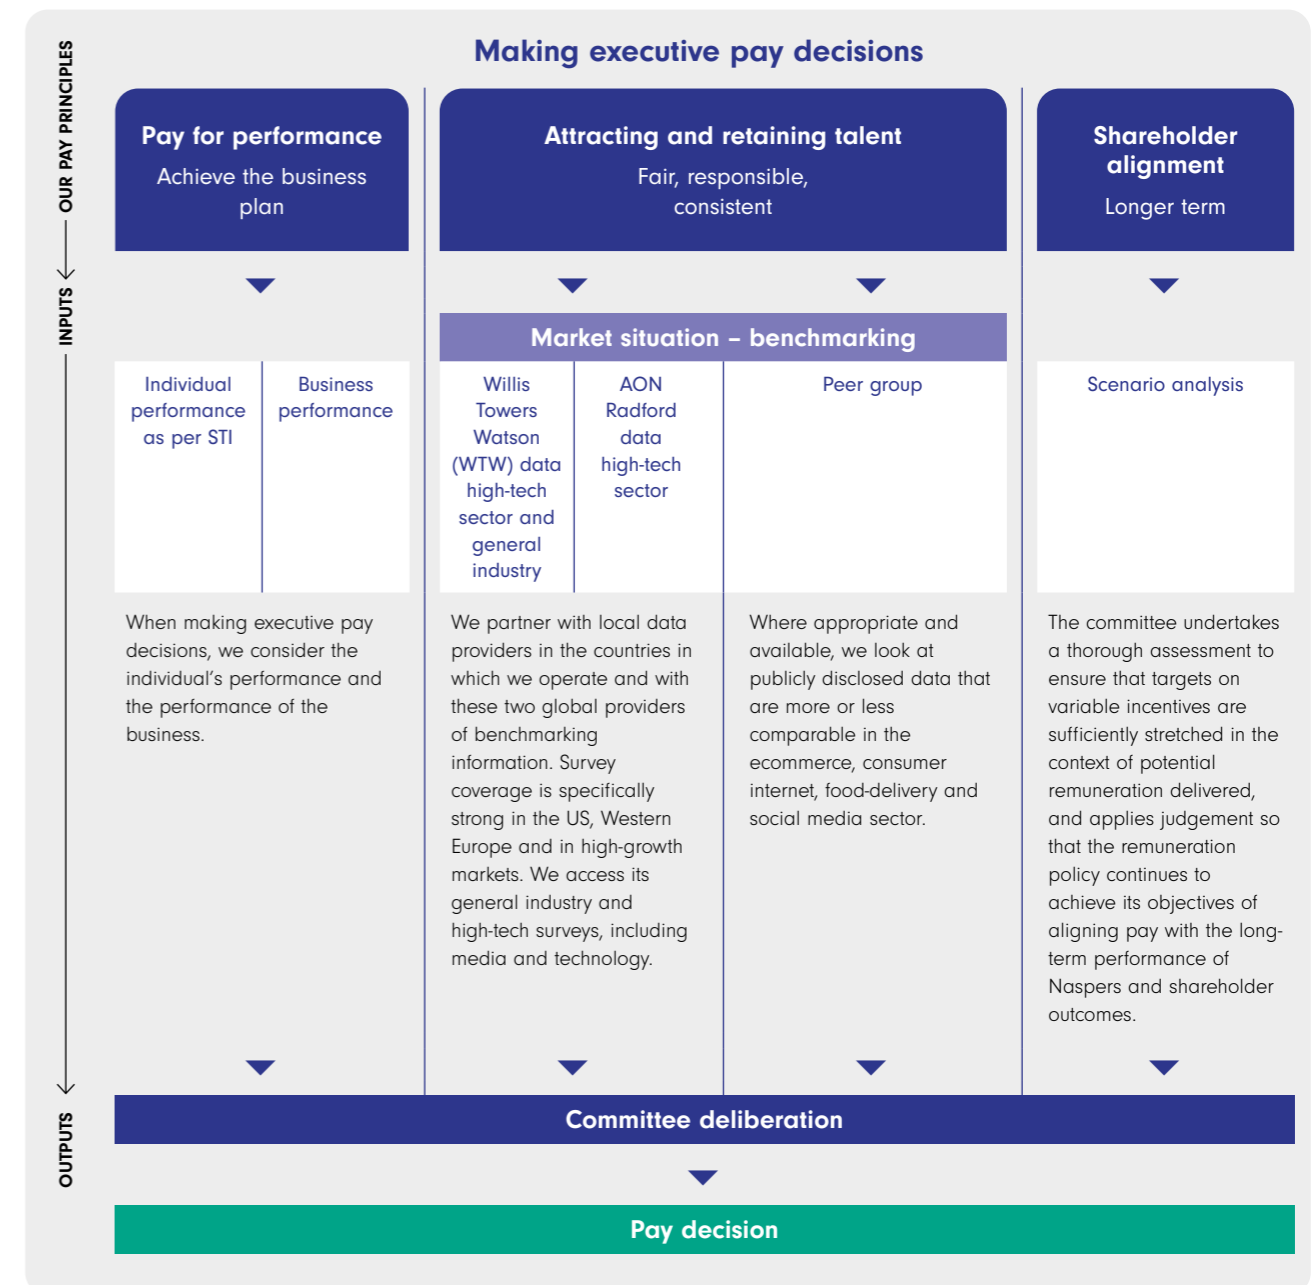 Making executive pay decisions
OUR PAY PRINCIPLES
Pay for performance
Achieve the business
plan
Attracting and retaining talent
Fair, responsible,
consistent
Shareholder
alignment
Longer term
INPUTS
Market situation – benchmarking
Individual
performance
as per STI
Business
performance
Willis
Towers
Watson
(WTW) data
high-tech
sector and
general
industry
AON
Radford
data
high-tech
sector
Peer group
Scenario analysis
When making executive pay
decisions, we consider the
individual’s performance and
the performance of the
business.
We partner with local data
providers in the countries in
which we operate and with
these two global providers
of benchmarking
information. Survey
coverage is specifically
strong in the US, Western
Europe and in high-growth
markets. We access its
general industry and
high-tech surveys, including
media and technology.
Where appropriate and
available, we look at
publicly disclosed data that
are more or less
comparable in the
ecommerce, consumer
internet, food-delivery and
social media sector.
The committee undertakes
a thorough assessment to
ensure that targets on
variable incentives are
sufficiently stretched in the
context of potential
remuneration delivered,
and applies judgement so
that the remuneration
policy continues to
achieve its objectives of
aligning pay with the long-
term performance of
Naspers and shareholder
outcomes.
OUTPUTS
Committee deliberation
Pay decision